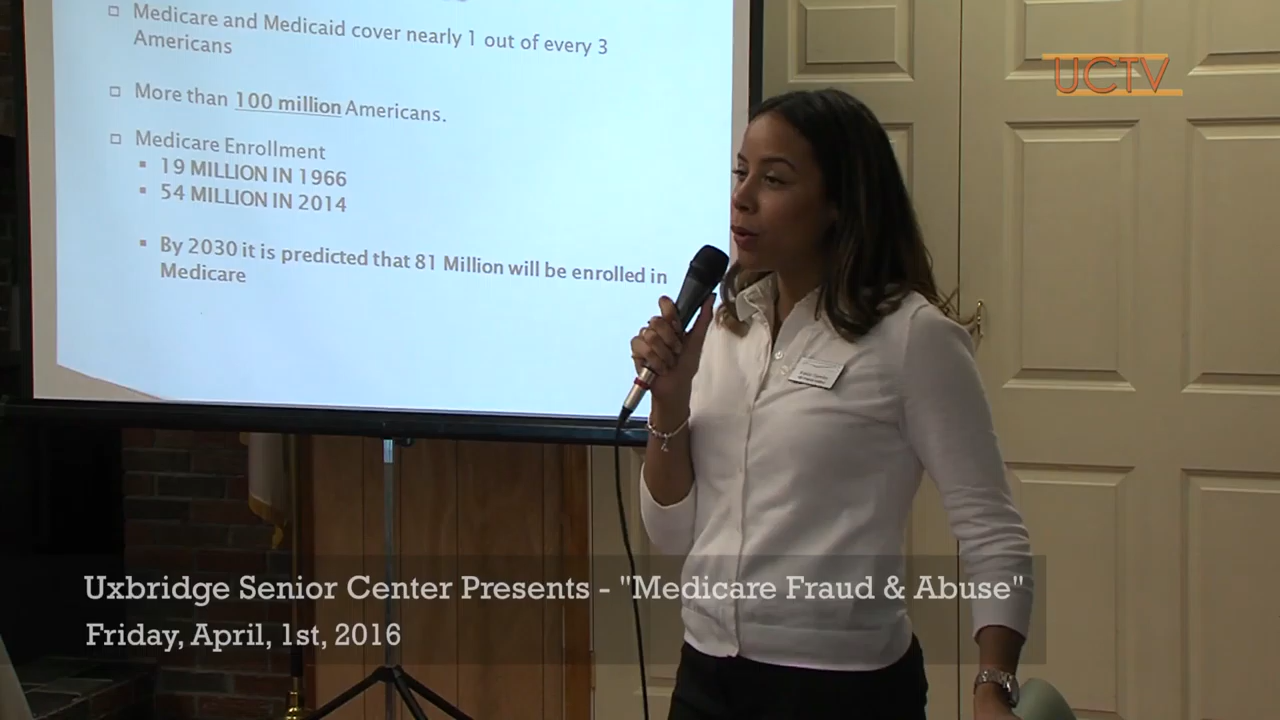 Medicare and Medicaid cover nearly 1 out of every 3
Americans
More than 100 million Americans.
Medicare Enrollment
19 MILLION IN 1966
54 MILLION IN 2014
By 2030 it is predicted that 81 Million will be enrolled in
Medicare
UCTV
Uxbridge Senior Center Presents - "Medicare Fraud & Abuse"
Friday, April, 1st, 2016